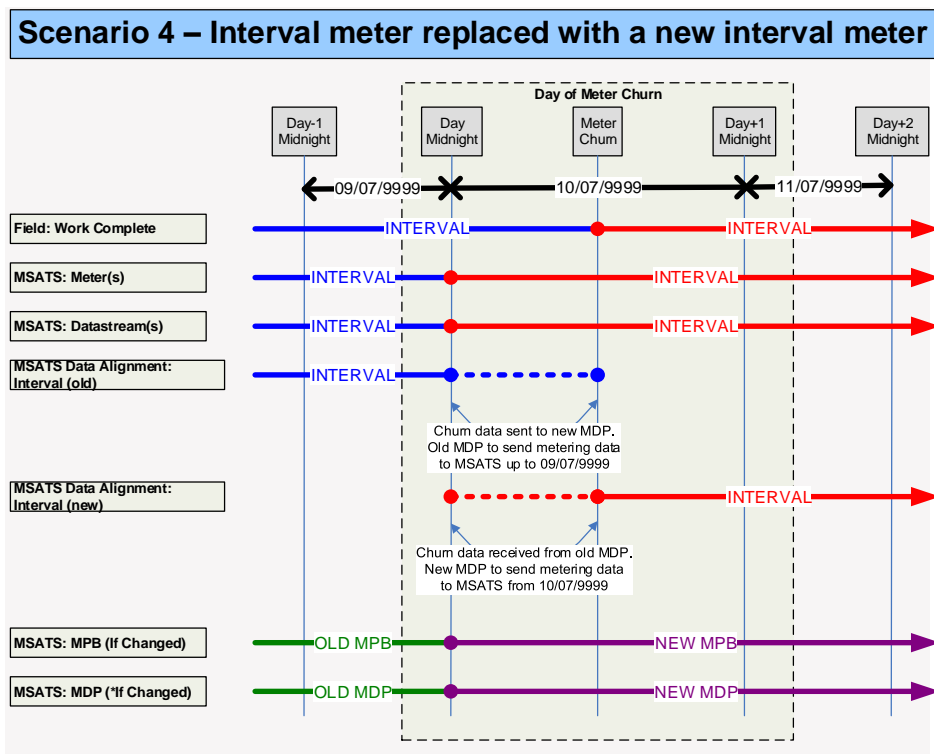 Scenario 4 – Interval meter replaced with a new interval meter
Day of Meter Churn
Day-1
Midnight
Day
Midnight
Meter
Churn
Day+1
Midnight
Day+2
Midnight
09/07/9999
10/07/9999
11/07/9999
Field: Work Complete
INTERVAL
INTERVAL
MSATS: Meter(s)
INTERVAL
INTERVAL
MSATS: Datastream(s)
INTERVAL
INTERVAL
MSATS Data Alignment:
Interval (old)
INTERVAL
Churn data sent to new MDP.
Old MDP to send metering data
to MSATS up to 09/07/9999
MSATS Data Alignment:
Interval (new)
INTERVAL
Churn data received from old MDP.
New MDP to send metering data
to MSATS from 10/07/9999
MSATS: MPB (If Changed)
OLD MPB
NEW MPB
MSATS: MDP (*If Changed)
OLD MDP
NEW MDP